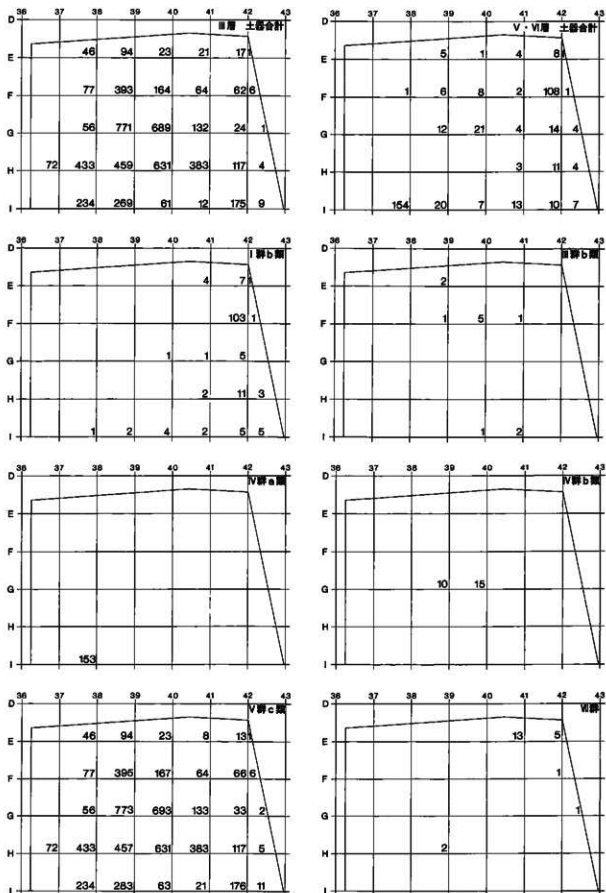 36 37 38 39 40 41 42 43
D Ⅲ層 土器合計
E 46 94 23 21 17 1
F 77 393 164 64 62 6
G 56 771 689 132 24 1
H 72 433 459 631 383 117 4
I 234 269 61 12 175 9
36 37 38 39 40 41 42 43
D Ⅴ・Ⅵ層 土器合計
E 5 1 4 8 1
F 1 6 8 2 108 1
G 12 21 4 14 4
H 3 11 4
I 154 20 7 13 10 7
36 37 38 39 40 41 42 43
D Ⅰ群b類
E 4 7 1
F 103 1
G 1 1 5
H 2 11 3
I 1 2 4 2 5 5
36 37 38 39 40 41 42 43
D Ⅲ群b類
E 2
F 1 5 1
G
H
I 1 2
36 37 38 39 40 41 42 43
D Ⅳ群a類
E
F
G
H
I 153
36 37 38 39 40 41 42 43
D Ⅳ群b類
E
F
G 10 15
H
I
36 37 38 39 40 41 42 43
D Ⅴ群c類
E 46 94 23 8 13 1
F 77 395 167 64 66 6
G 56 773 693 133 33 2
H 72 433 457 631 383 117 5
I 234 283 63 21 176 11
36 37 38 39 40 41 42 43
D Ⅵ群
E 13 5
F 1
G 1
H 2
I